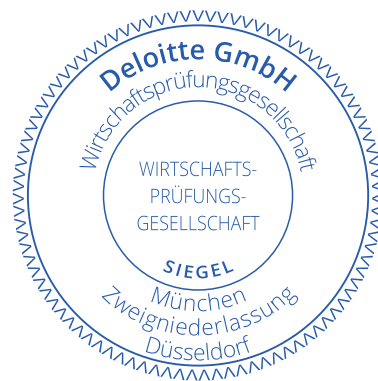 Deloitte GmbH
Wirtschaftsprüfungsgesellschaft
WIRTSCHAFTS-
PRÜFUNGS-
GESELLSCHAFT
SIEGEL
München
Zweigniederlassung
Düsseldorf